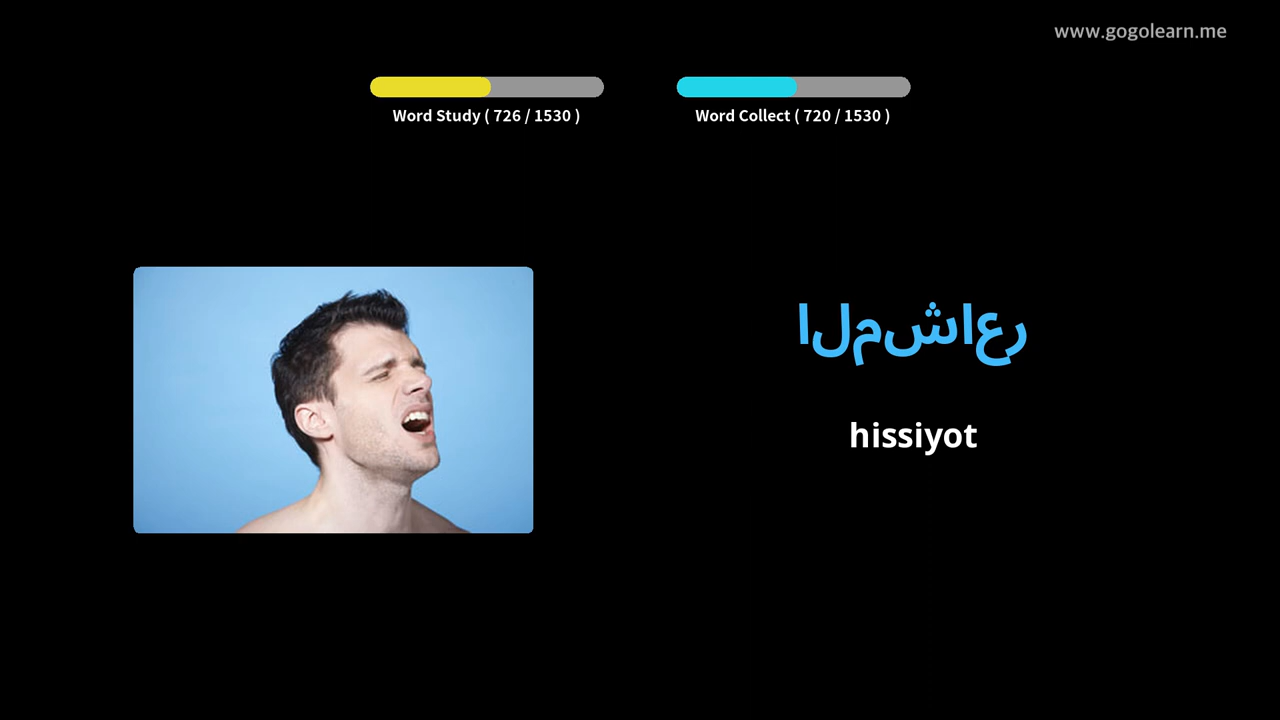 www.gogolearn.me
Word Study ( 726 / 1530 )
Word Collect ( 720 / 1530 )
المشاعر
hissiyot